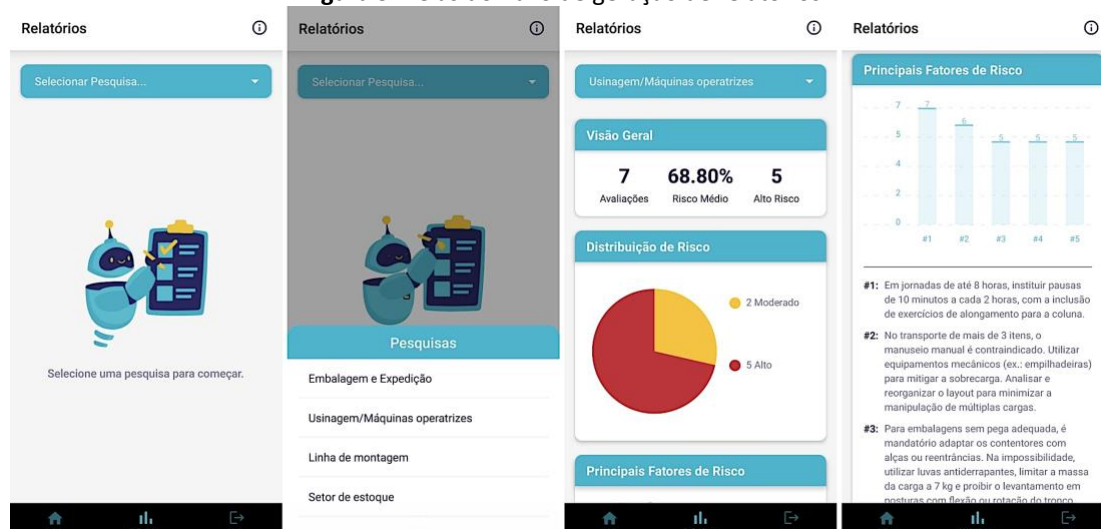 Relatórios
Selecionar Pesquisa...
Selecione uma pesquisa para começar.
Relatórios
Selecionar Pesquisa...
Pesquisas
Embalagem e Expedição
Usinagem/Máquinas operatrizes
Linha de montagem
Setor de estoque
Relatórios
Usinagem/Máquinas operatrizes
Visão Geral
7 68.80% 5
Avaliações Risco Médio Alto Risco
Distribuição de Risco
2 Moderado
5 Alto
Principais Fatores de Risco
Relatórios
Principais Fatores de Risco
7 7
6
5 5 5 5
4
2
0
#1 #2 #3 #4 #5
#1: Em jornadas de até 8 horas, instituir pausas
de 10 minutos a cada 2 horas, com a inclusão
de exercícios de alongamento para a coluna.
#2: No transporte de mais de 3 itens, o
manuseio manual é contraindicado. Utilizar
equipamentos mecânicos (ex.: empilhadeiras)
para mitigar a sobrecarga. Analisar e
reorganizar o layout para minimizar a
manipulação de múltiplas cargas.
#3: Para embalagens sem pega adequada, é
mandatório adaptar os contentores com
alças ou reentrâncias. Na impossibilidade,
utilizar luvas antiderrapantes, limitar a massa
da carga a 7 kg e proibir o levantamento em
posturas com flexão ou rotação do tronco